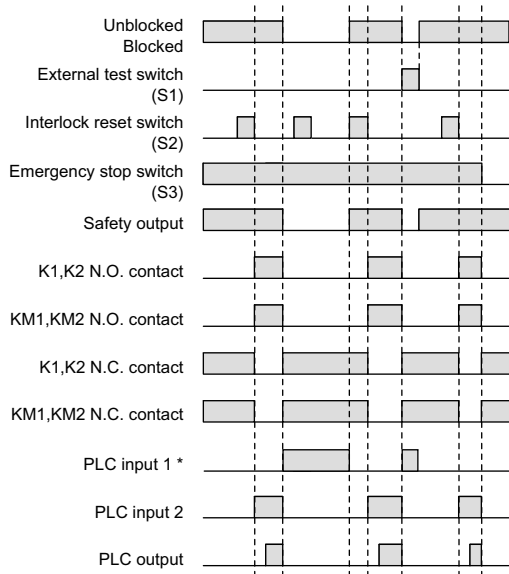 Unblocked
Blocked
External test switch
(S1)
Interlock reset switch
(S2)
Emergency stop switch
(S3)
Safety output
K1,K2 N.O. contact
KM1,KM2 N.O. contact
K1,K2 N.C. contact
KM1,KM2 N.C. contact
PLC input 1 *
PLC input 2
PLC output